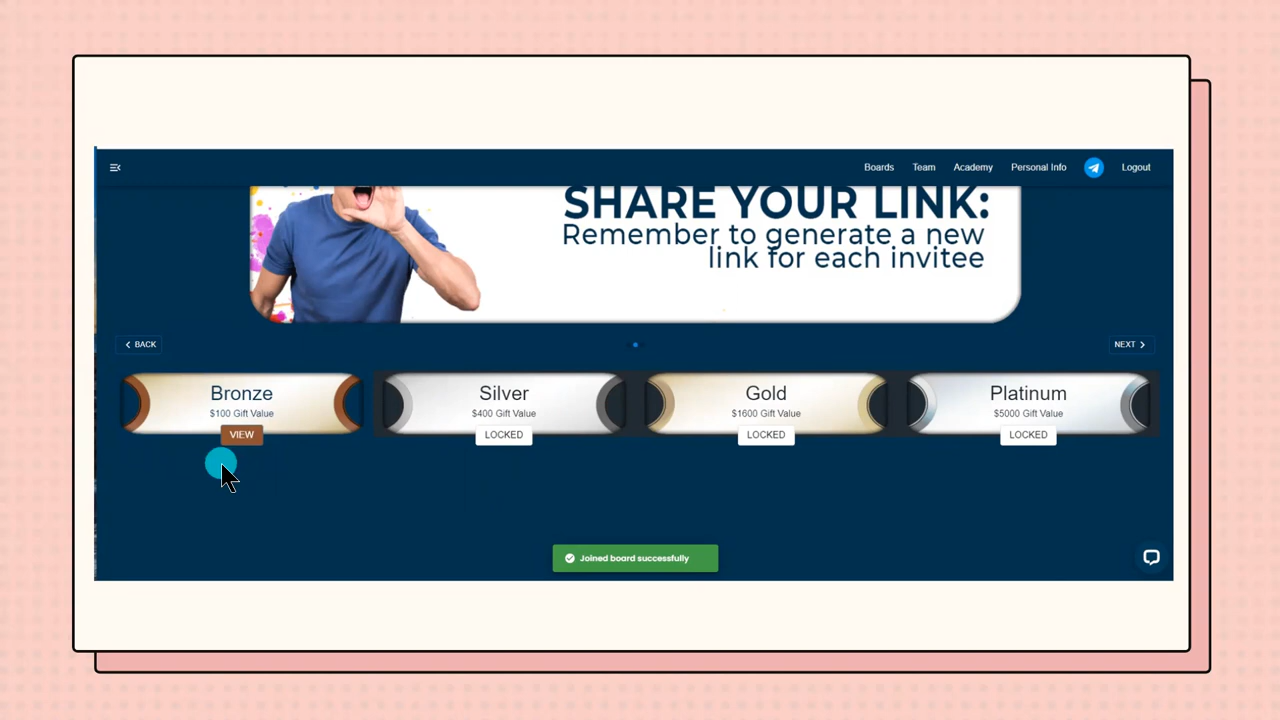 Boards Team Academy Personal Info Logout
SHARE YOUR LINK:
Remember to generate a new
link for each invitee
BACK
NEXT
Bronze
$100 Gift Value
VIEW
Silver
$400 Gift Value
LOCKED
Gold
$1600 Gift Value
LOCKED
Platinum
$5000 Gift Value
LOCKED
Joined board successfully